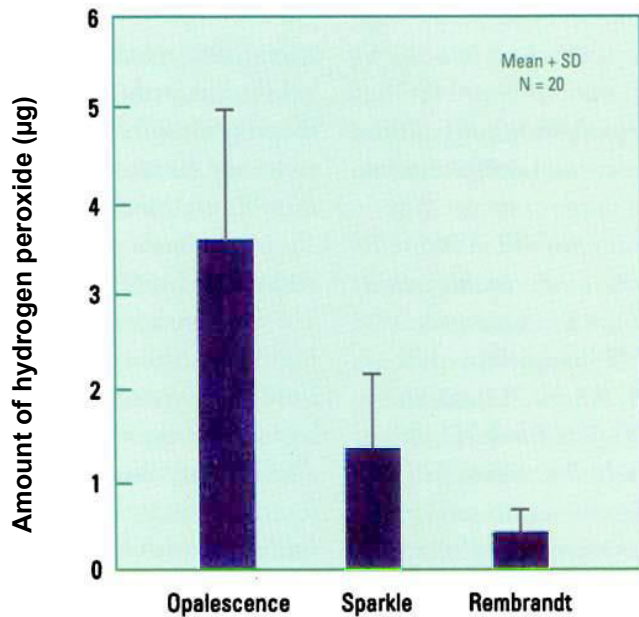 Amount of hydrogen peroxide (µg)
6
5
4
3
2
1
0
Mean + SD
N = 20
Opalescence Sparkle Rembrandt